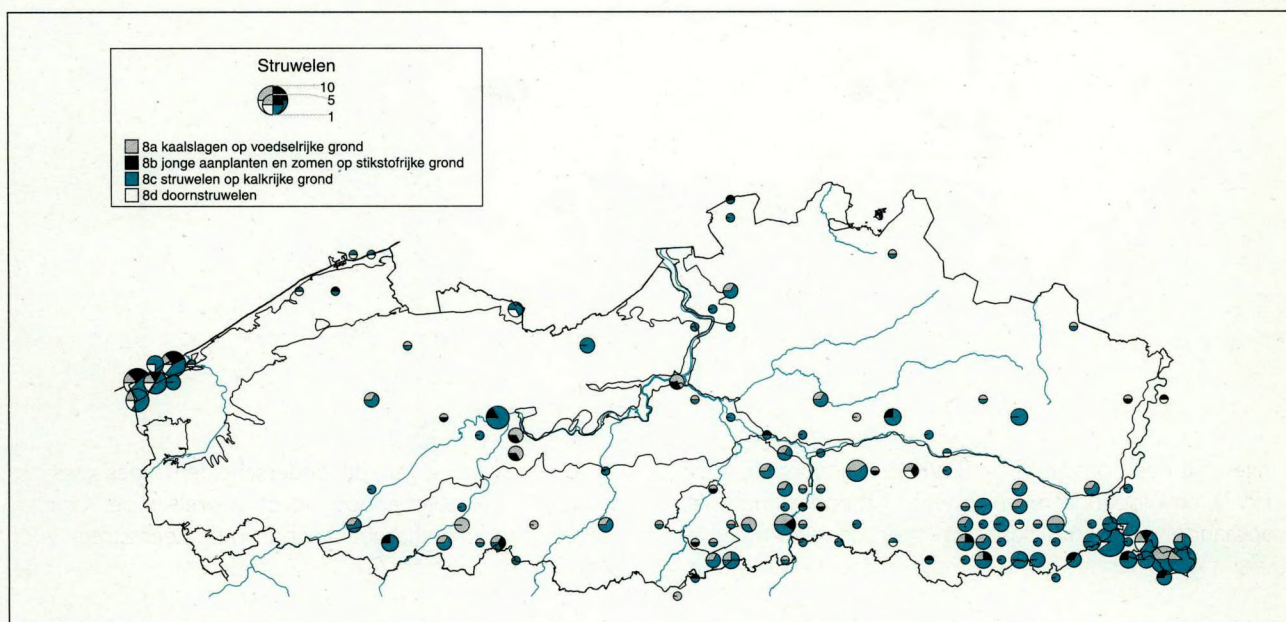 Struwelen
10
5
1
8a kaalslagen op voedselrijke grond
8b jonge aanplanten en zomen op stikstofrijke grond
8c struwelen op kalkrijke grond
8d doornstruwelen